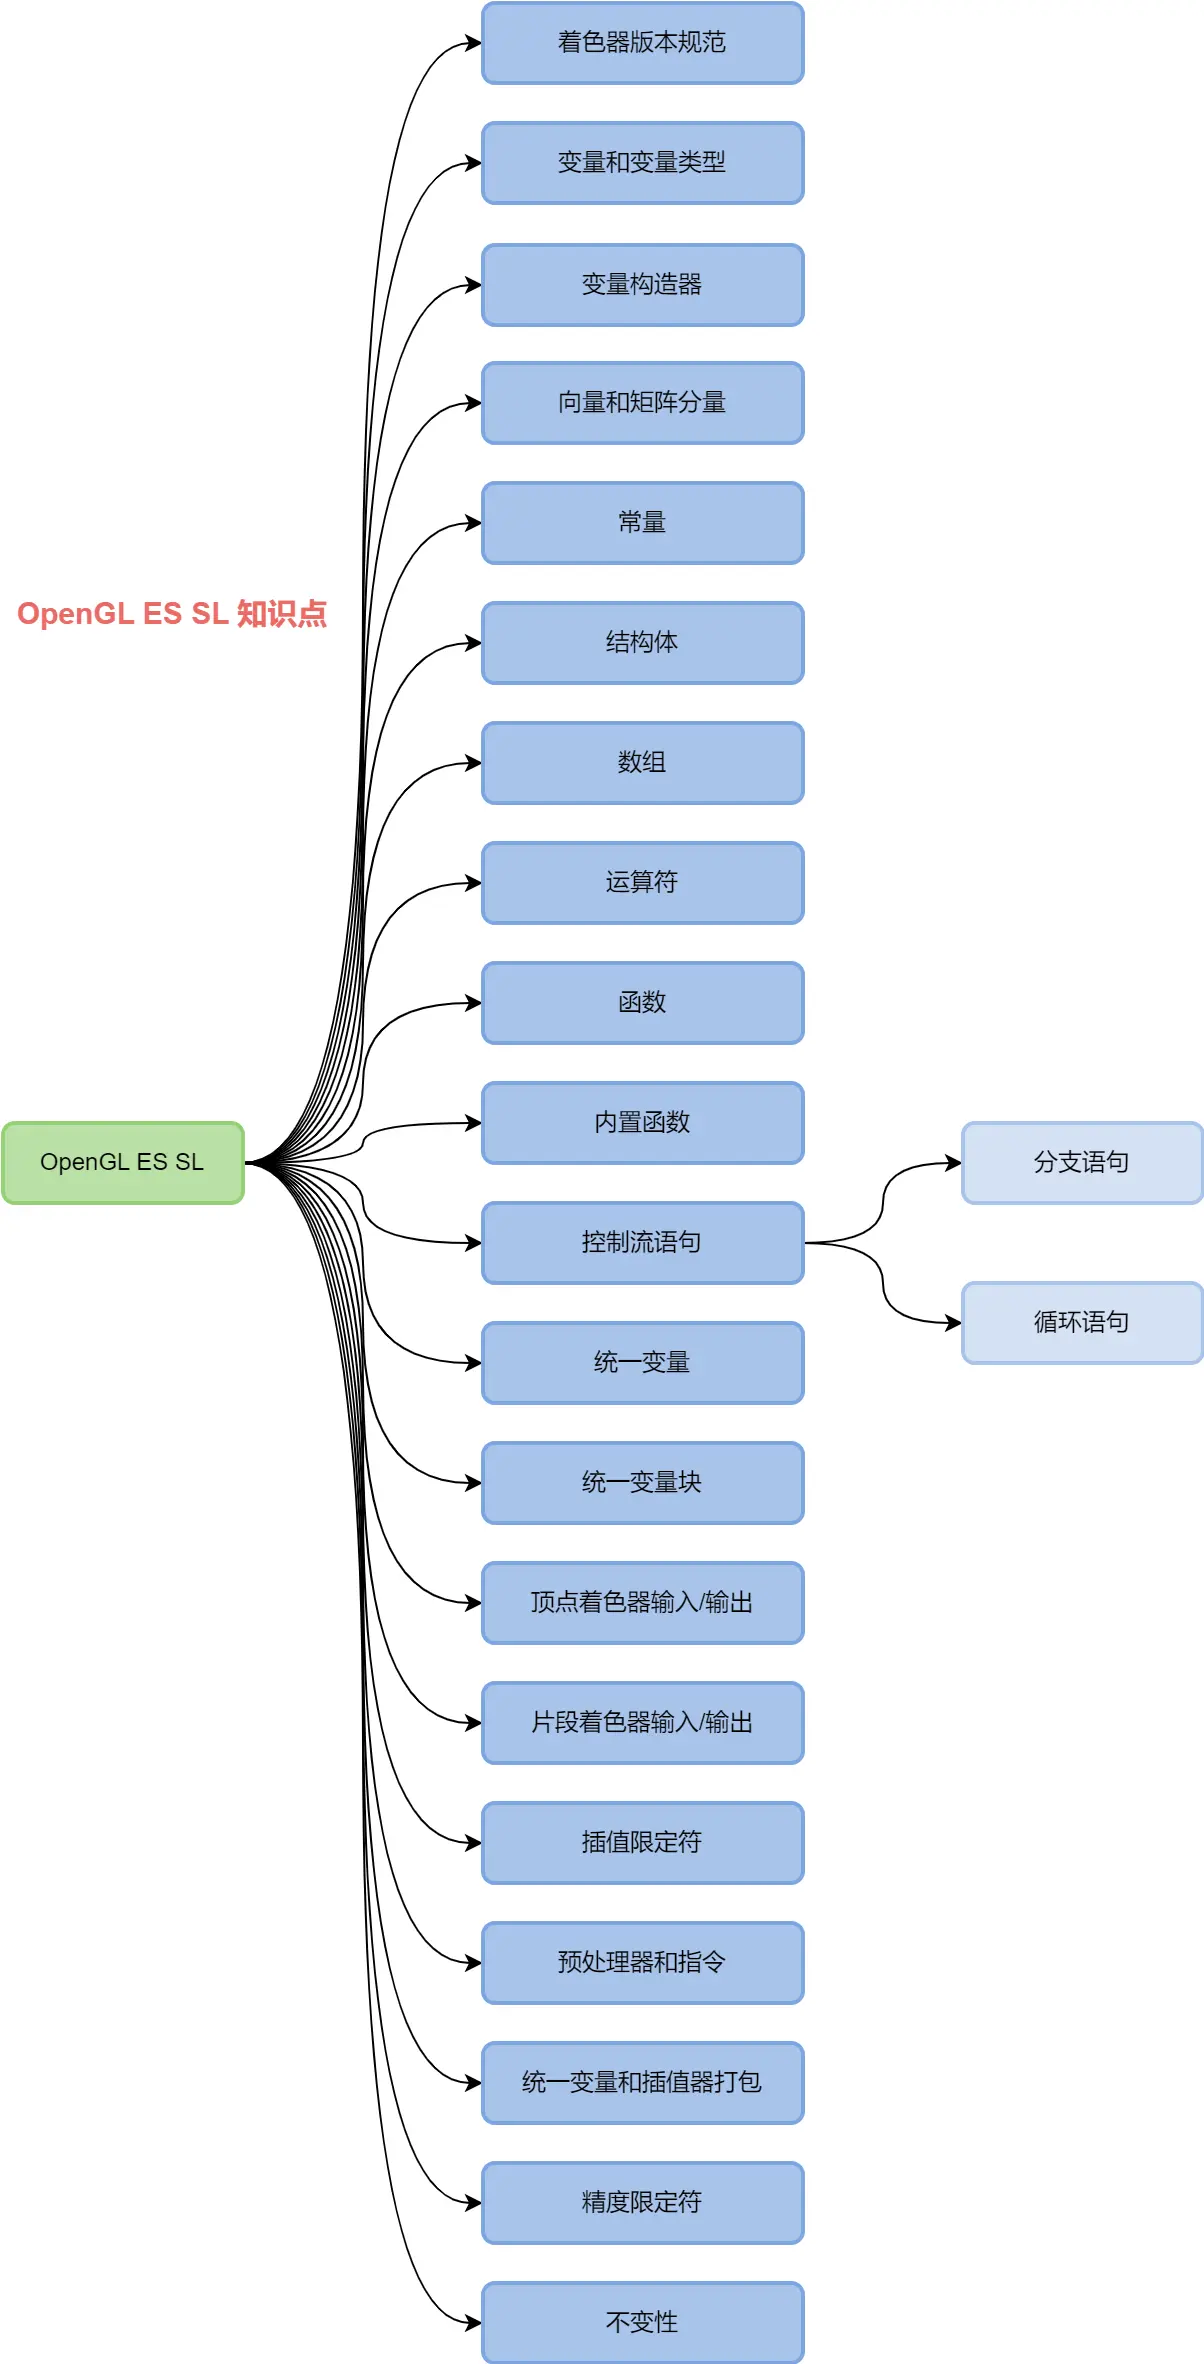 着色器版本规范
变量和变量类型
变量构造器
向量和矩阵分量
常量
OpenGL ES SL 知识点
结构体
数组
运算符
函数
内置函数
OpenGL ES SL
分支语句
控制流语句
循环语句
统一变量
统一变量块
顶点着色器输入/输出
片段着色器输入/输出
插值限定符
预处理器和指令
统一变量和插值器打包
精度限定符
不变性